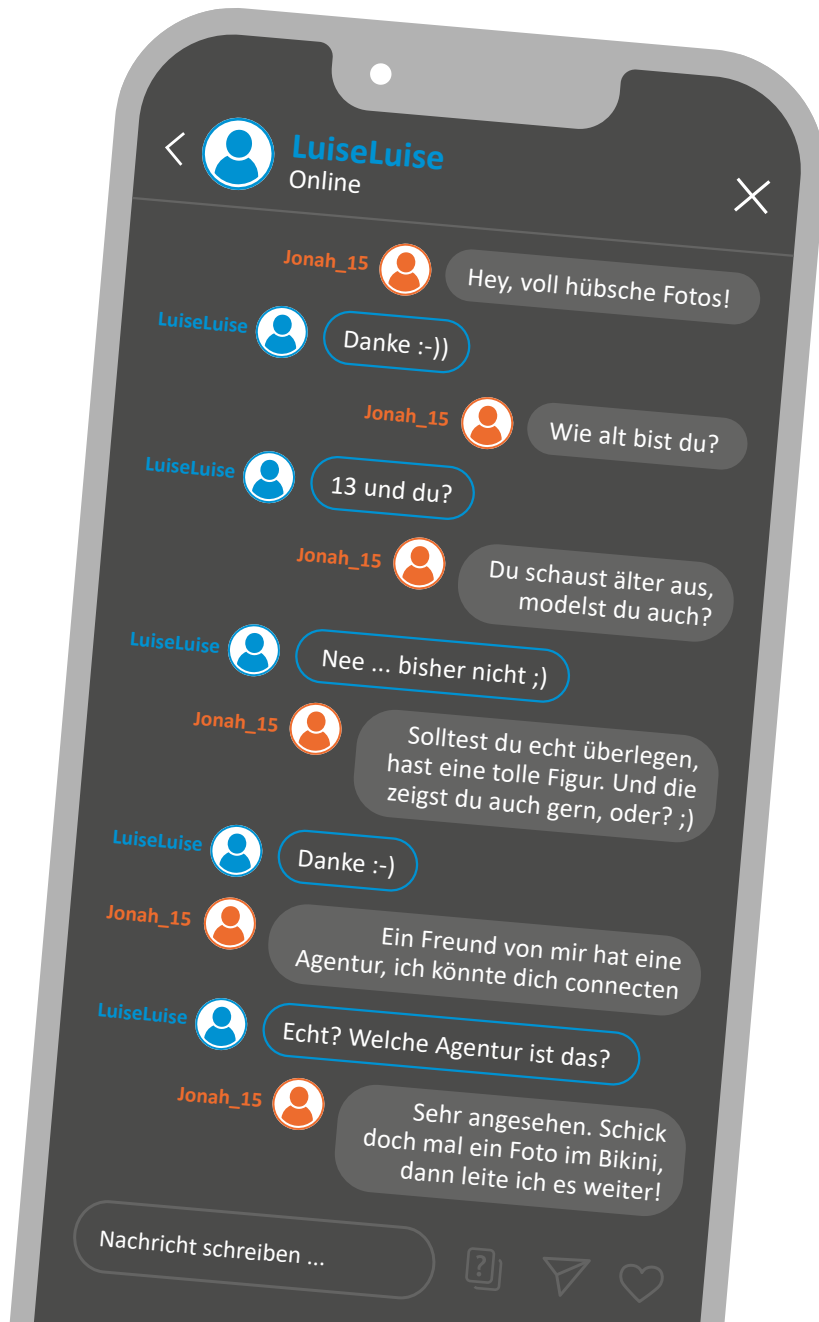 LuiseLuise
Online
Jonah_15
Hey, voll hübsche Fotos!
LuiseLuise
Danke :-))
Jonah_15
Wie alt bist du?
LuiseLuise
13 und du?
Jonah_15
Du schaust älter aus,
modelst du auch?
LuiseLuise
Nee ... bisher nicht ;)
Jonah_15
Solltest du echt überlegen,
hast eine tolle Figur. Und die
zeigst du auch gern, oder? ;)
LuiseLuise
Danke :-)
Jonah_15
Ein Freund von mir hat eine
Agentur, ich könnte dich connecten
LuiseLuise
Echt? Welche Agentur ist das?
Jonah_15
Sehr angesehen. Schick
doch mal ein Foto im Bikini,
dann leite ich es weiter!
Nachricht schreiben ...
?